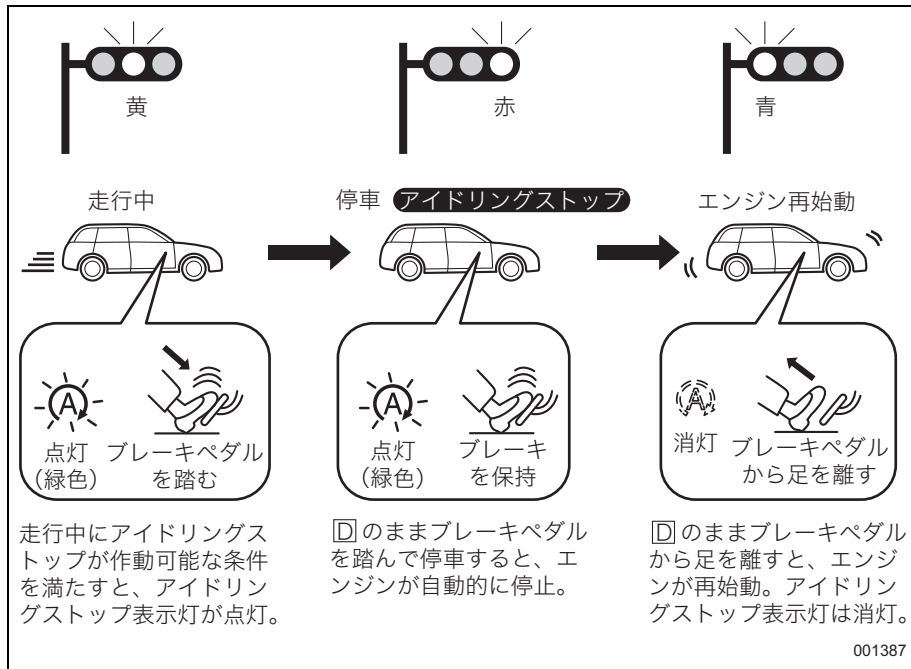 黄
赤
青
走行中
停車 アイドリングストップ
エンジン再始動
A
点灯
(緑色)
ブレーキペダル
を踏む
A
点灯
(緑色)
ブレーキ
を保持
A
消灯
ブレーキペダル
から足を離す
走行中にアイドリングス
トップが作動可能な条件
を満たすと、アイドリン
グストップ表示灯が点灯。
Dのままブレーキペダル
を踏んで停車すると、エ
ンジンが自動的に停止。
Dのままブレーキペダル
から足を離すと、エンジ
ンが再始動。アイドリン
グストップ表示灯は消灯。
001387